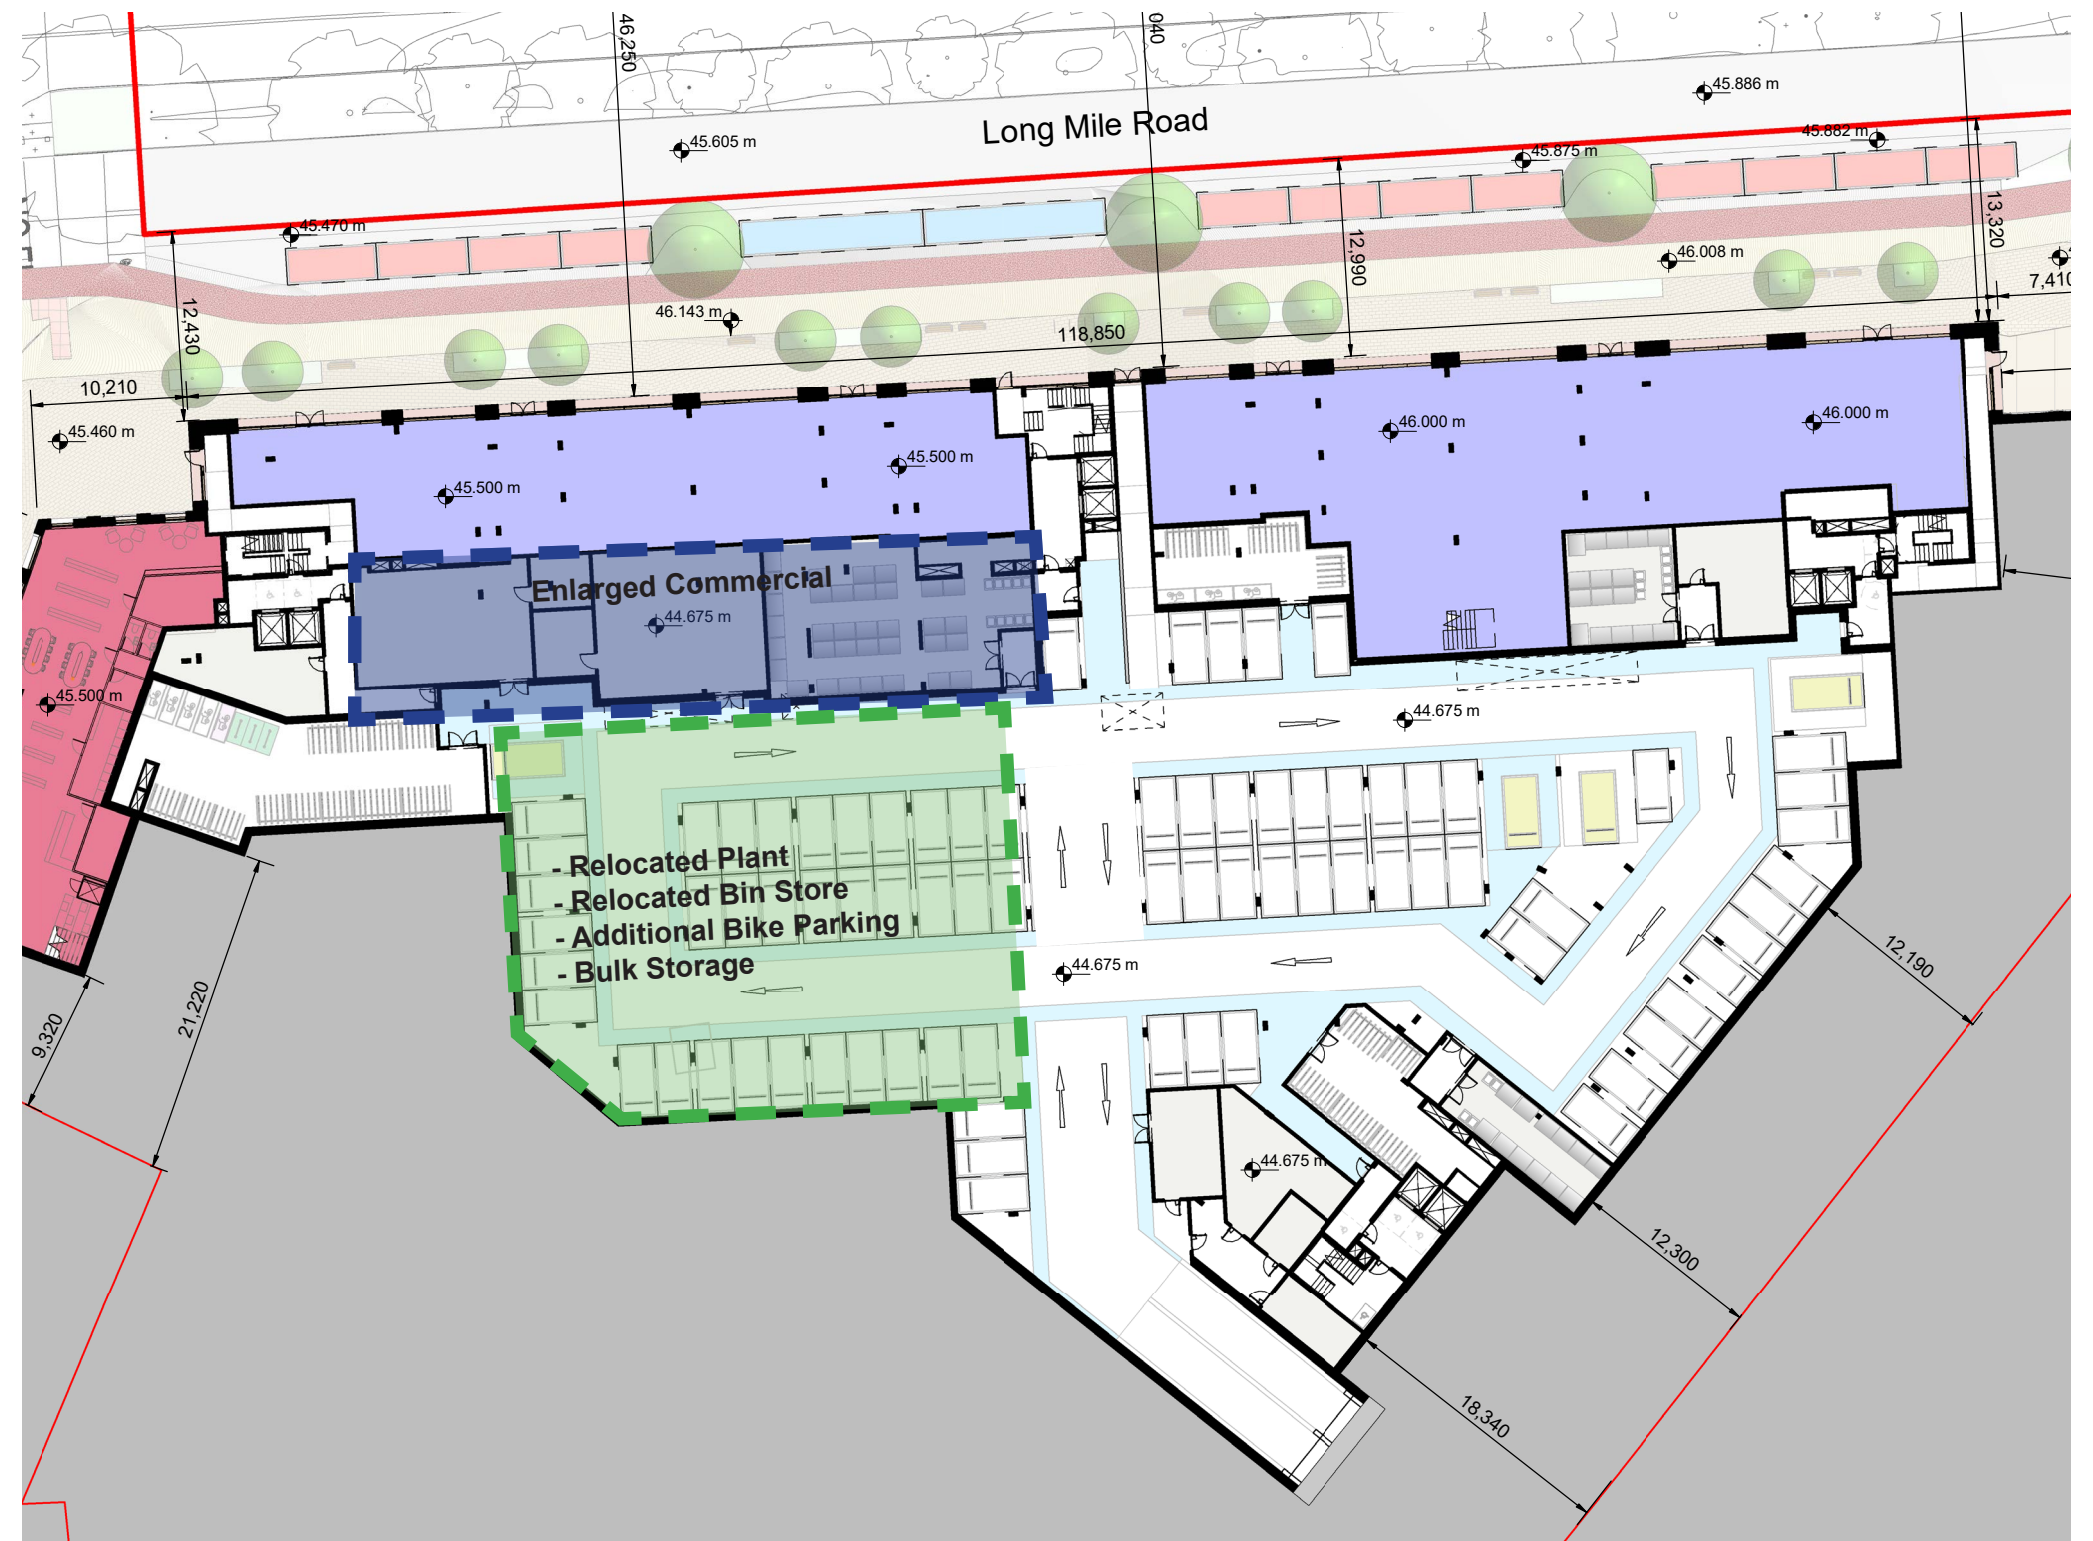 46,250
040
45.886 m
Long Mile Road
45.605 m
45.882 m
45.875 m
45.470 m
13,320
12,990
46.008 m
7,410
12,430
46.143 m
118,850
10,210
45.460 m
46.000 m
46.000 m
45.500 m
45.500 m
Enlarged Commercial
44.675 m
45.500 m
44.675 m
- Relocated Plant
- Relocated Bin Store
- Additional Bike Parking
- Bulk Storage
44.675 m
12,190
21,220
9,320
44.675 m
12,300
18,340